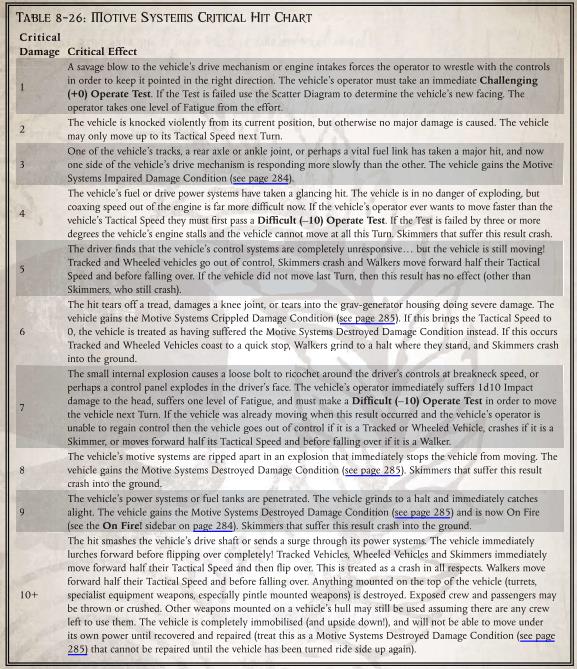 TABLE 8-26: MOTIVE SYSTEMS CRITICAL HIT CHART
Critical
Damage Critical Effect
A savage blow to the vehicle's drive mechanism or engine intakes forces the operator to wrestle with the controls
in order to keep it pointed in the right direction. The vehicle's operator must take an immediate Challenging
1 (+0) Operate Test. If the Test is failed use the Scatter Diagram to determine the vehicle's new facing. The
operator takes one level of Fatigue from the effort.
2 The vehicle is knocked violently from its current position, but otherwise no major damage is caused. The vehicle
may only move up to its Tactical Speed next Turn.
One of the vehicle's tracks, a rear axle or ankle joint, or perhaps a vital fuel link has taken a major hit, and now
3 one side of the vehicle's drive mechanism is responding more slowly than the other. The vehicle gains the Motive
Systems Impaired Damage Condition (see page 284).
The vehicle's fuel or drive power systems have taken a glancing hit. The vehicle is in no danger of exploding, but
4 coaxing speed out of the engine is far more difficult now. If the vehicle's operator ever wants to move faster than the
vehicle's Tactical Speed they must first pass a Difficult (–10) Operate Test. If the Test is failed by three or more
degrees the vehicle's engine stalls and the vehicle cannot move at all this Turn. Skimmers that suffer this result crash.
The driver finds that the vehicle's control systems are completely unresponsive… but the vehicle is still moving!
5 Tracked and Wheeled vehicles go out of control, Skimmers crash and Walkers move forward half their Tactical
Speed and before falling over. If the vehicle did not move last Turn, then this result has no effect (other than
Skimmers, who still crash).
The hit tears off a tread, damages a knee joint, or tears into the grav-generator housing doing severe damage. The
vehicle gains the Motive Systems Crippled Damage Condition (see page 285). If this brings the Tactical Speed to
6 0, the vehicle is treated as having suffered the Motive Systems Destroyed Damage Condition instead. If this occurs
Tracked and Wheeled Vehicles coast to a quick stop, Walkers grind to a halt where they stand, and Skimmers crash
into the ground.
The small internal explosion causes a loose bolt to ricochet around the driver's controls at breakneck speed, or
perhaps a control panel explodes in the driver's face. The vehicle's operator immediately suffers 1d10 Impact
damage to the head, suffers one level of Fatigue, and must make a Difficult (–10) Operate Test in order to move
7 the vehicle next Turn. If the vehicle was already moving when this result occurred and the vehicle's operator is
unable to regain control then the vehicle goes out of control if it is a Tracked or Wheeled Vehicle, crashes if it is a
Skimmer, or moves forward half its Tactical Speed and before falling over if it is a Walker.
The vehicle's motive systems are ripped apart in an explosion that immediately stops the vehicle from moving. The
8 vehicle gains the Motive Systems Destroyed Damage Condition (see page 285). Skimmers that suffer this result
crash into the ground.
The vehicle's power systems or fuel tanks are penetrated. The vehicle grinds to a halt and immediately catches
9 alight. The vehicle gains the Motive Systems Destroyed Damage Condition (see page 285) and is now On Fire
(see the On Fire! sidebar on page 284). Skimmers that suffer this result crash into the ground.
The hit smashes the vehicle's drive shaft or sends a surge through its power systems. The vehicle immediately
lurches forward before flipping over completely! Tracked Vehicles, Wheeled Vehicles and Skimmers immediately
move forward half their Tactical Speed and then flip over. This is treated as a crash in all respects. Walkers move
forward half their Tactical Speed and before falling over. Anything mounted on the top of the vehicle (turrets,
10+ specialist equipment weapons, especially pintle mounted weapons) is destroyed. Exposed crew and passengers may
be thrown or crushed. Other weapons mounted on a vehicle's hull may still be used assuming there are any crew
left to use them. The vehicle is completely immobilised (and upside down!), and will not be able to move under
its own power until recovered and repaired (treat this as a Motive Systems Destroyed Damage Condition (see page
285) that cannot be repaired until the vehicle has been turned ride side up again).